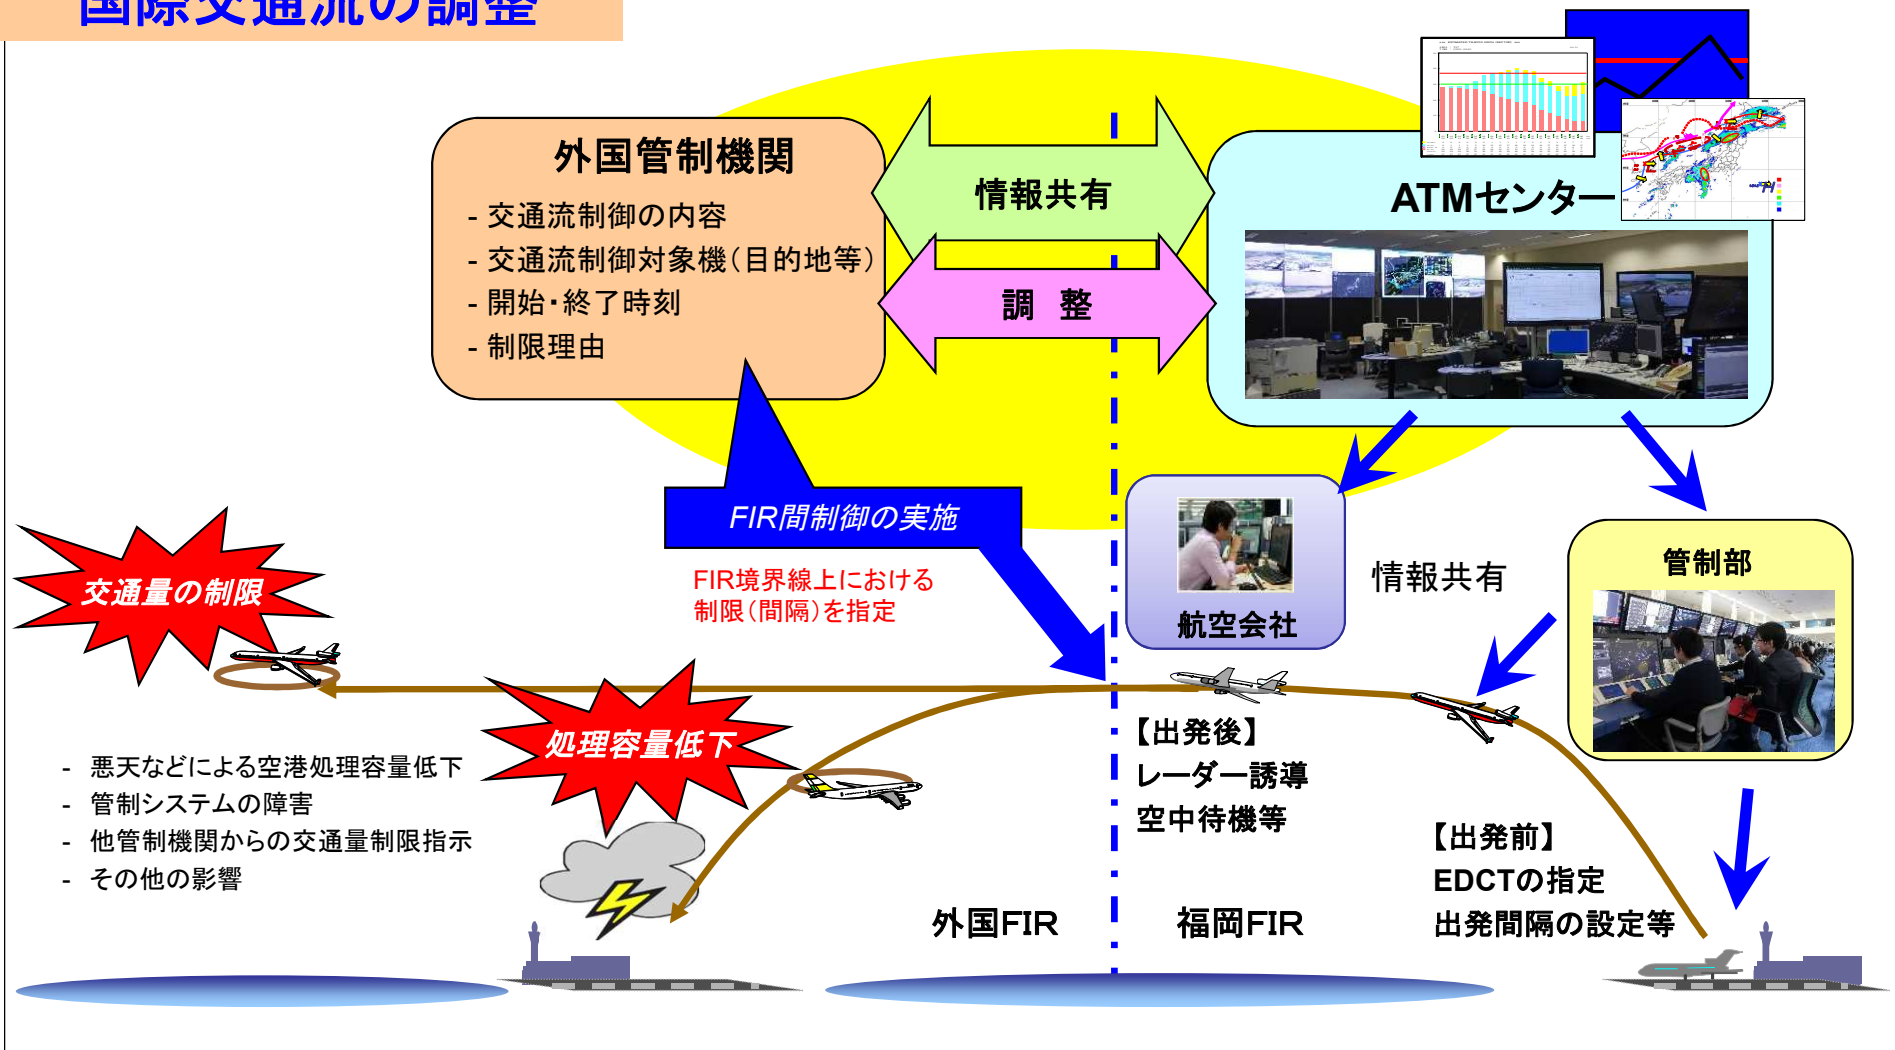 国際交通流の調整
外国管制機関
- 交通流制御の内容
- 交通流制御対象機（目的地等）
- 開始・終了時刻
- 制限理由
情報共有
調 整
ATMセンター
FIR間制御の実施
FIR境界線上における
制限（間隔）を指定
航空会社
情報共有
管制部
交通量の制限
処理容量低下
- 悪天などによる空港処理容量低下
- 管制システムの障害
- 他管制機関からの交通量制限指示
- その他の影響
【出発後】
レーダー誘導
空中待機等
【出発前】
EDCTの指定
出発間隔の設定等
外国FIR
福岡FIR